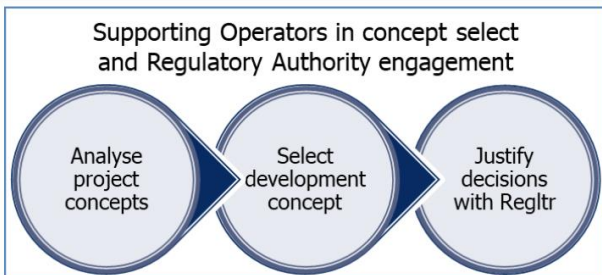 Supporting Operators in concept select
and Regulatory Authority engagement
Analyse
project
concepts
Select
development
concept
Justify
decisions
with Regltr